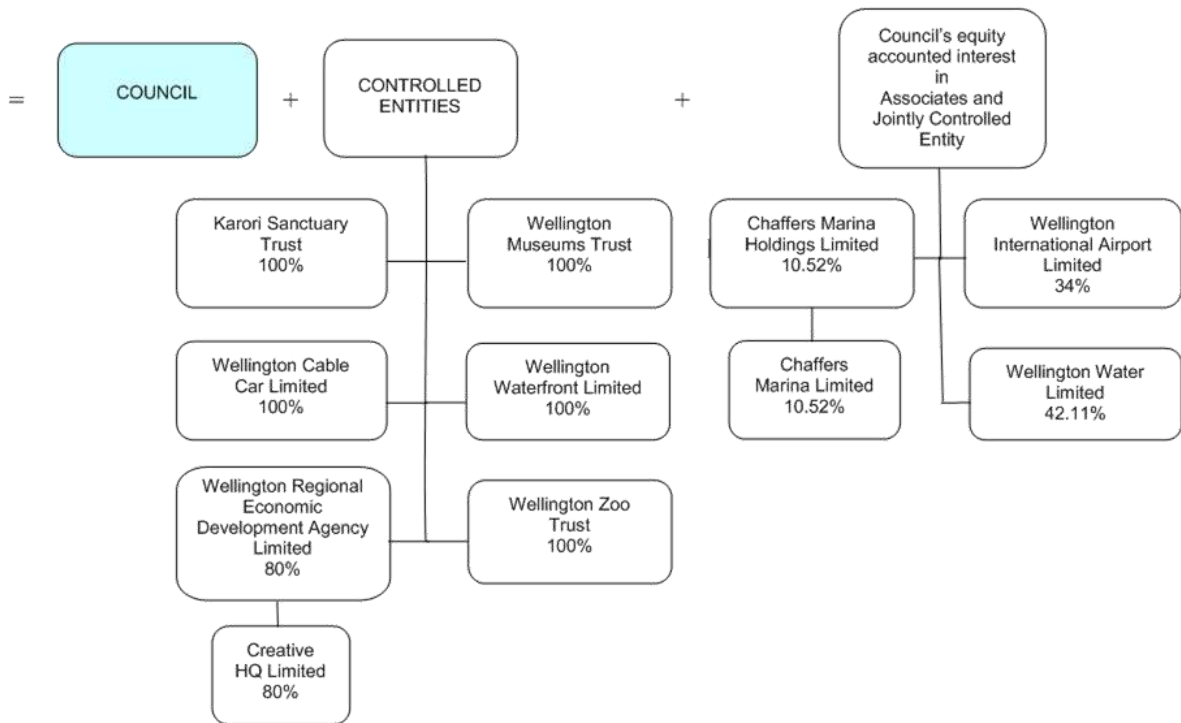 =
COUNCIL
+
CONTROLLED
ENTITIES
+
Council's equity
accounted interest
in
Associates and
Jointly Controlled
Entity
Karori Sanctuary
Trust
100%
Wellington
Museums Trust
100%
Chaffers Marina
Holdings Limited
10.52%
Wellington
International Airport
Limited
34%
Wellington Cable
Car Limited
100%
Wellington
Waterfront Limited
100%
Chaffers
Marina Limited
10.52%
Wellington Water
Limited
42.11%
Wellington Regional
Economic
Development Agency
Limited
80%
Wellington Zoo
Trust
100%
Creative
HQ Limited
80%